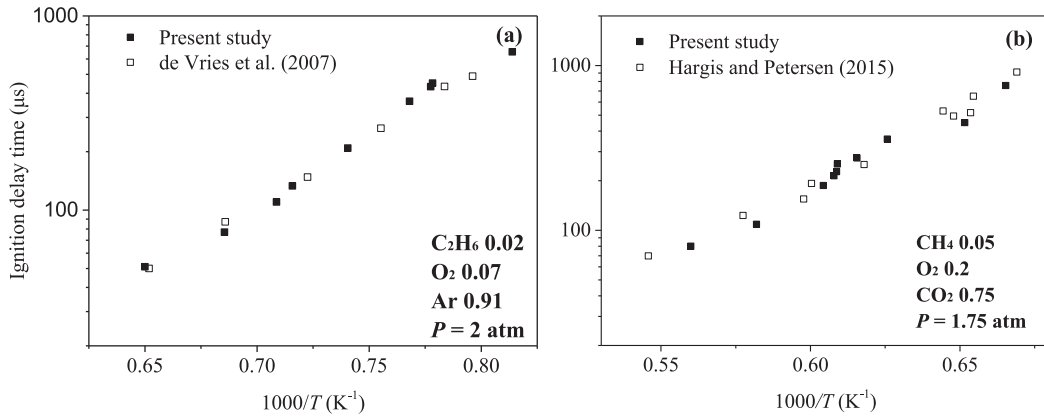 1000
100
Ignition delay time (μs)
■ Present study
□ de Vries et al. (2007)
(a)
C₂H₆ 0.02
O₂ 0.07
Ar 0.91
P = 2 atm
0.65 0.70 0.75 0.80
1000/T (K⁻¹)
1000
100
■ Present study
□ Hargis and Petersen (2015)
(b)
CH₄ 0.05
O₂ 0.2
CO₂ 0.75
P = 1.75 atm
0.55 0.60 0.65
1000/T (K⁻¹)